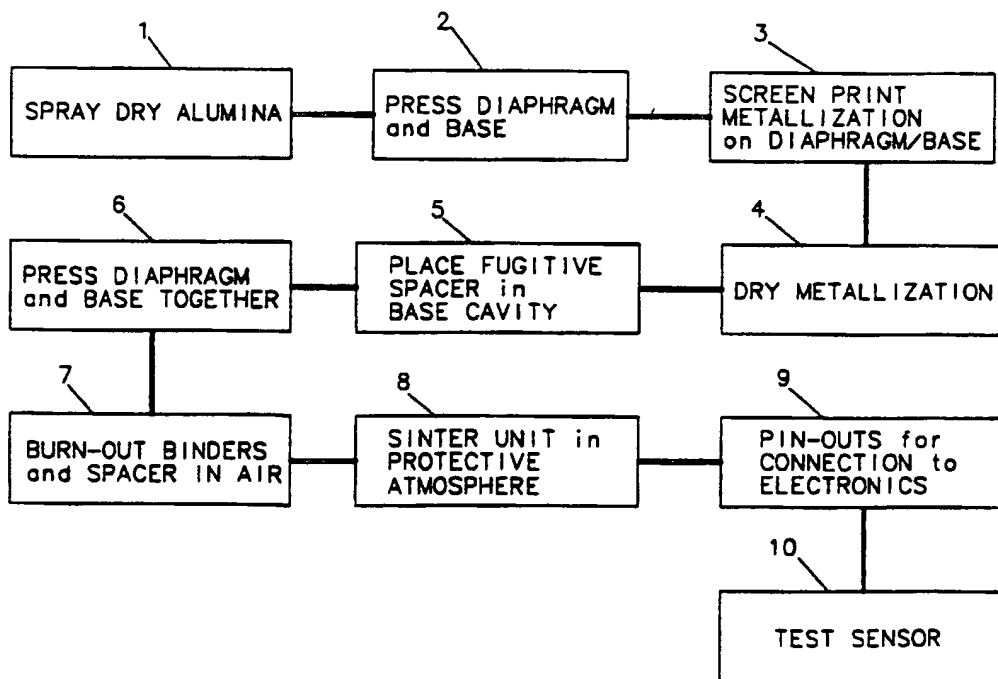 1
SPRAY DRY ALUMINA
2
PRESS DIAPHRAGM
and BASE
3
SCREEN PRINT
METALLIZATION
on DIAPHRAGM/BASE
4
DRY METALLIZATION
5
PLACE FUGITIVE
SPACER in
BASE CAVITY
6
PRESS DIAPHRAGM
and BASE TOGETHER
7
BURN-OUT BINDERS
and SPACER IN AIR
8
SINTER UNIT in
PROTECTIVE
ATMOSPHERE
9
PIN-OUTS for
CONNECTION to
ELECTRONICS
10
TEST SENSOR